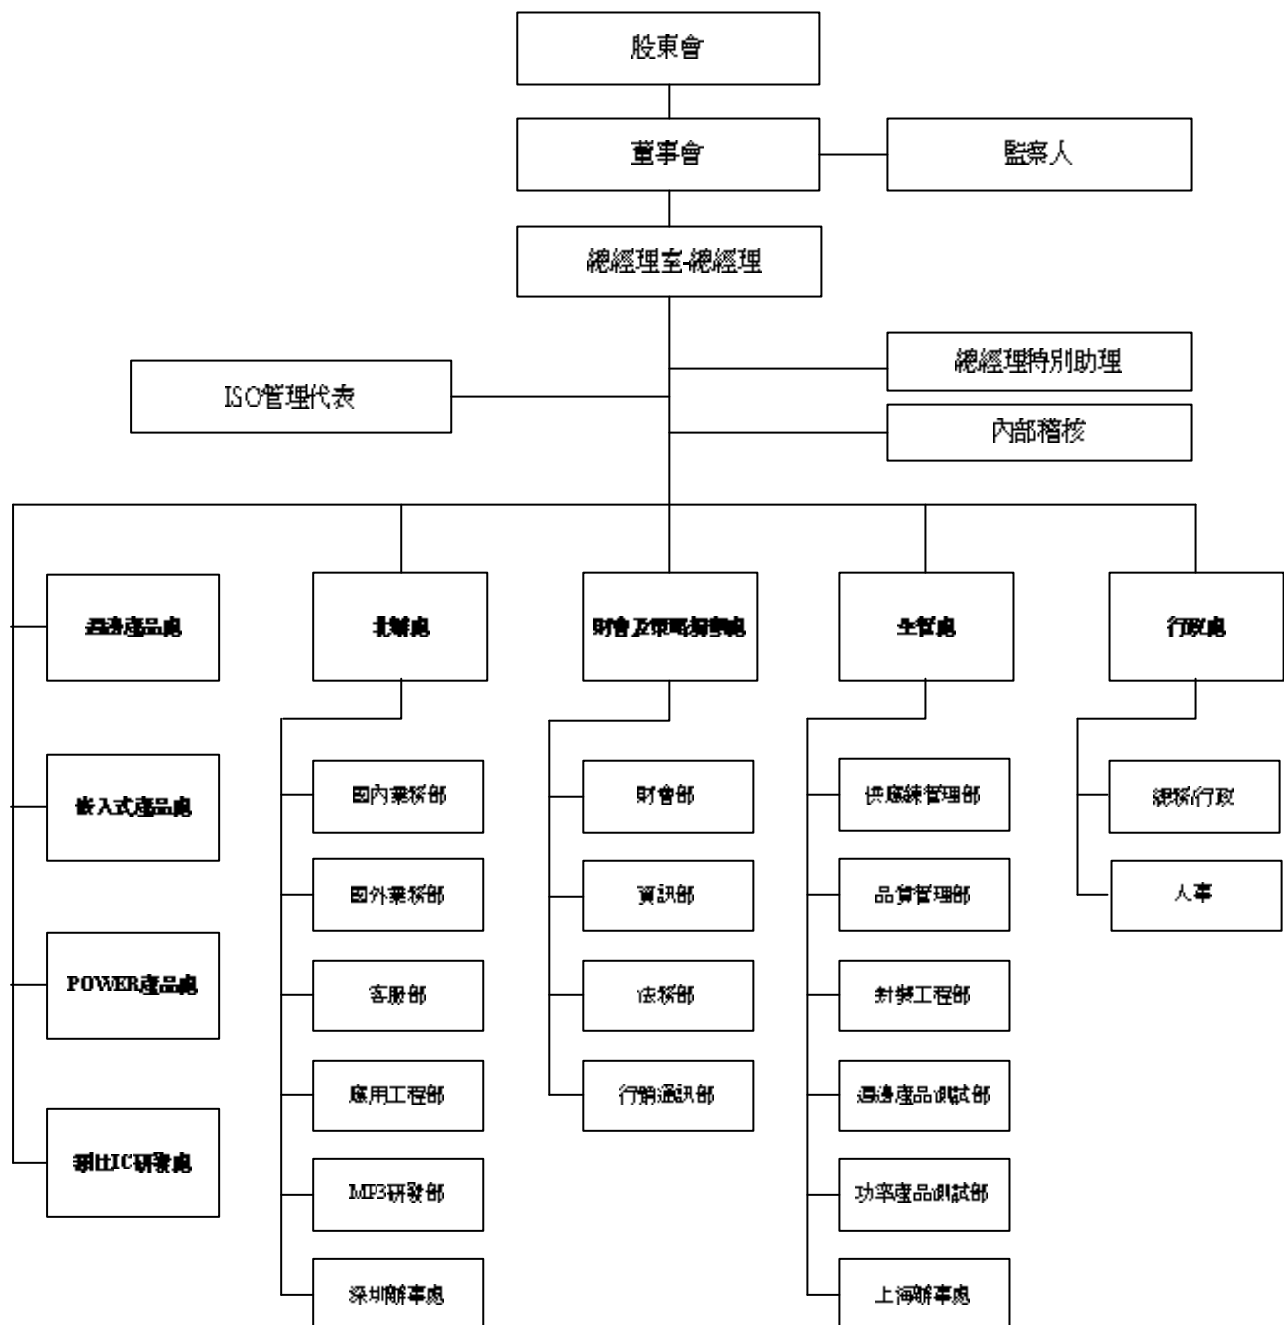 股東會
董事會
監察人
總經理室-總經理
總經理特別助理
ISO管理代表
內部稽核
週邊產品處
北辦處
財會及策略規劃處
生管處
行政處
嵌入式產品處
國內業務部
財會部
供應鍊管理部
總務/行政
國外業務部
資訊部
品質管理部
人事
POWER產品處
客服部
法務部
封裝工程部
應用工程部
行銷通訊部
週邊產品測試部
類比IC研發處
MP3研發部
功率產品測試部
深圳辦事處
上海辦事處